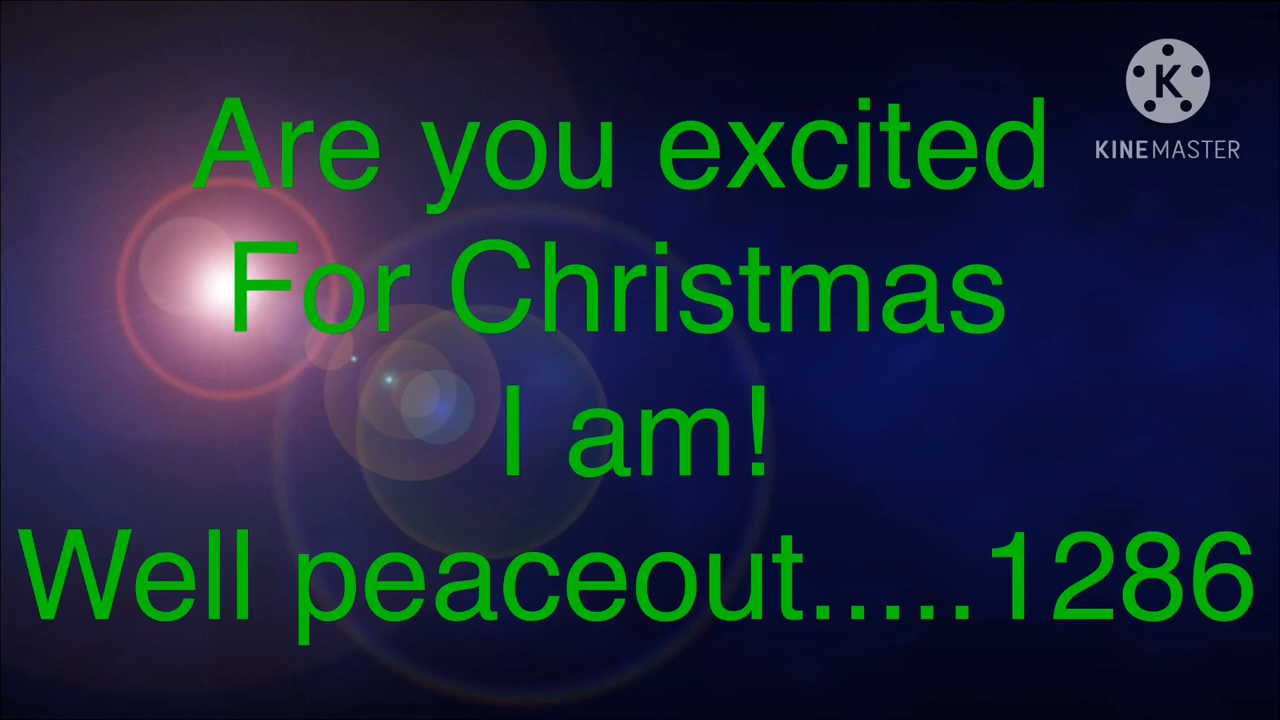 Are you excited
For Christmas
I am!
Well peaceout.....1286
K
KINEMASTER